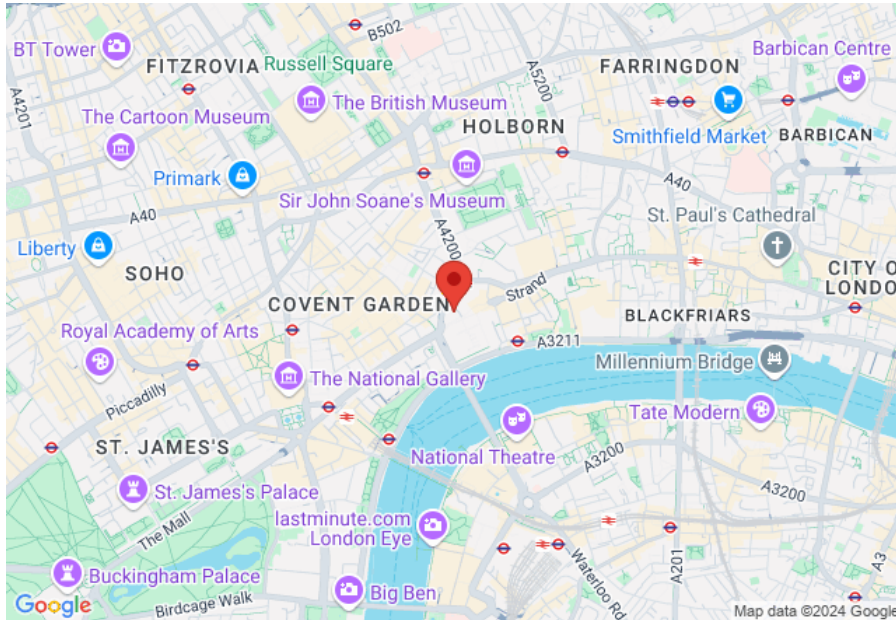 B502
BT Tower
FITZROVIA
Russell Square
A5200
FARRINGDON
Barbican Centre
A4201
The British Museum
The Cartoon Museum
HOLBORN
Smithfield Market
BARBICAN
Primark
A40
Sir John Soane's Museum
A40
St. Paul's Cathedral
A4200
Liberty
SOHO
Strand
CITY O
LONDO
COVENT GARDEN
BLACKFRIARS
Royal Academy of Arts
A3211
Millennium Bridge
The National Gallery
Piccadilly
Tate Modern
ST. JAMES'S
National Theatre
A3200
A3200
St. James's Palace
The Mall
lastminute.com
London Eye
Waterloo Rd
A201
A3
Buckingham Palace
Big Ben
Birdcage Walk
Google
Map data ©2024 Google